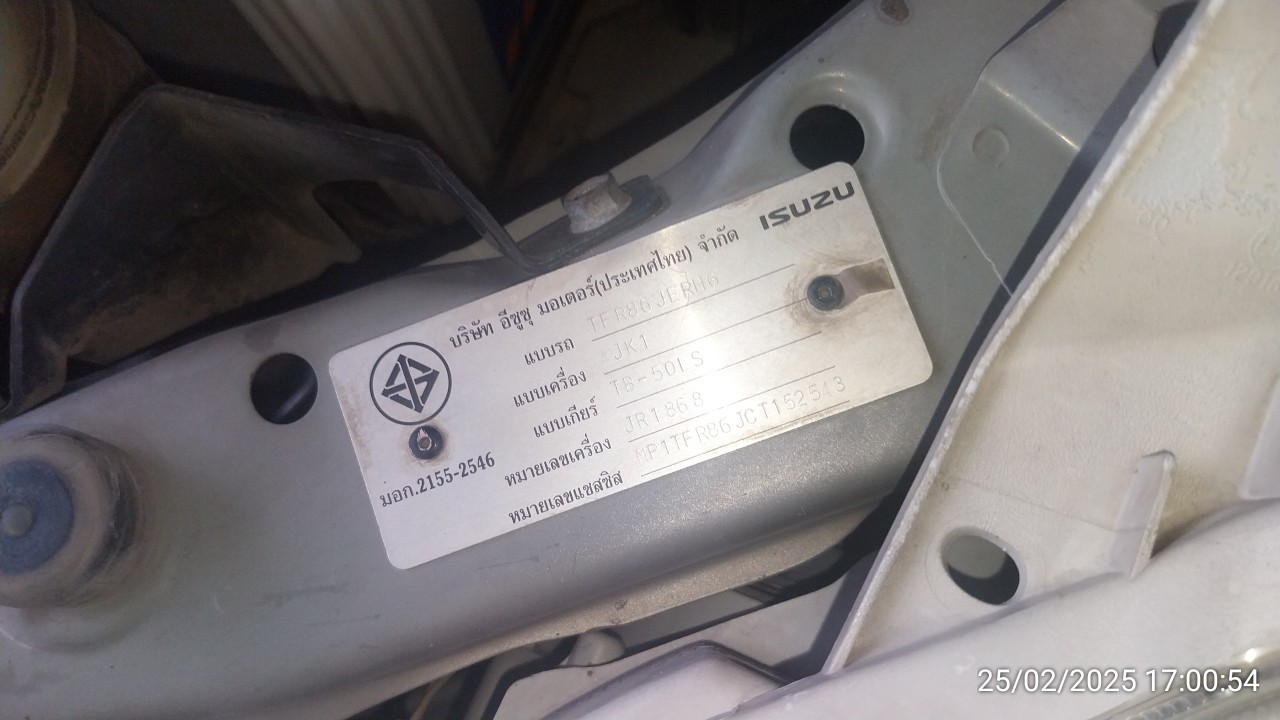 ISUZU
บริษัท อีซูซุ มอเตอร์(ประเทศไทย) จำกัด
แบบรถ TFR86JERH6
แบบเครื่อง JK1
แบบเกียร์ TB-50LS
หมายเลขเครื่อง JR1868
หมายเลขแชสซิส MP1TFR86JCT152543
มอก.2155-2546
25/02/2025 17:00:54